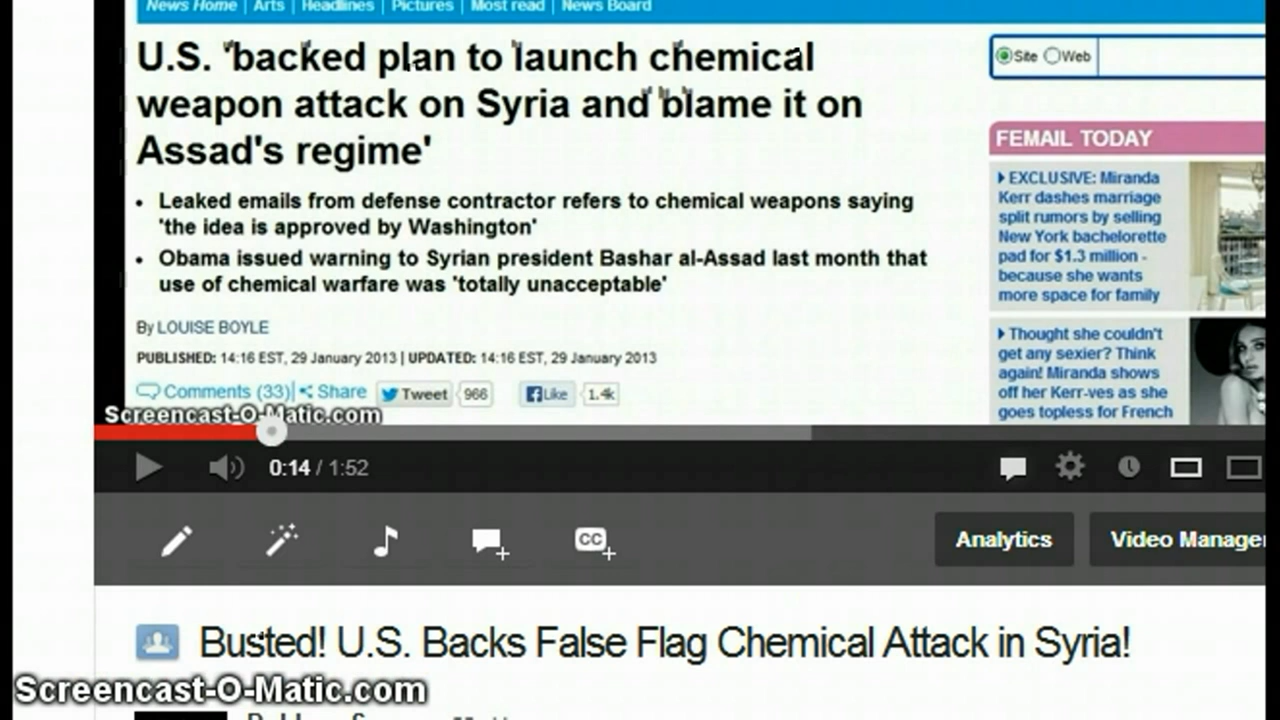 News Home Arts Headlines Pictures Most read News Board
U.S. 'backed plan to launch chemical
weapon attack on Syria and blame it on
Assad's regime'
Site Web
• Leaked emails from defense contractor refers to chemical weapons saying
'the idea is approved by Washington'
• Obama issued warning to Syrian president Bashar al-Assad last month that
use of chemical warfare was 'totally unacceptable'
By LOUISE BOYLE
PUBLISHED: 14:16 EST, 29 January 2013 | UPDATED: 14:16 EST, 29 January 2013
Comments (33) Share Tweet 966 Like 1.4k
FEMAIL TODAY
EXCLUSIVE: Miranda
Kerr dashes marriage
split rumors by selling
New York bachelorette
pad for $1.3 million -
because she wants
more space for family
Thought she couldn't
get any sexier? Think
again! Miranda shows
off her Kerr-ves as she
goes topless for French
Screencast-O-Matic.com
0:14 / 1:52
CC
Analytics Video Manage
Busted! U.S. Backs False Flag Chemical Attack in Syria!
Screencast-O-Matic.com